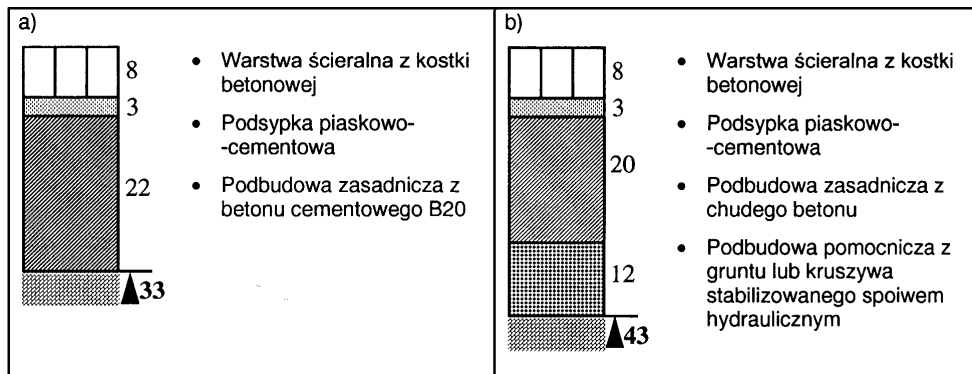 a)
8
3
22
33
• Warstwa ścieralna z kostki
betonowej
• Podsypka piaskowo-
-cementowa
• Podbudowa zasadnicza z
betonu cementowego B20
b)
8
3
20
12
43
• Warstwa ścieralna z kostki
betonowej
• Podsypka piaskowo-
-cementowa
• Podbudowa zasadnicza z
chudego betonu
• Podbudowa pomocnicza z
gruntu lub kruszywa
stabilizowanego spoiwem
hydraulicznym